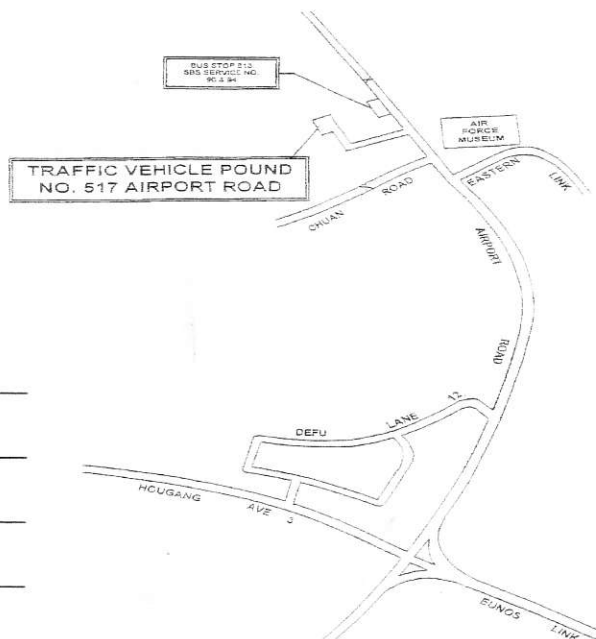 BUS STOP 513
SBS SERVICE NO.
90 & 94
AIR
FORCE
MUSEUM
TRAFFIC VEHICLE POUND
NO. 517 AIRPORT ROAD
EASTERN
LINK
CHUAN ROAD
AIRPORT
ROAD
DEFU LANE 12
HOUGANG AVE 3
EUNOS LINK